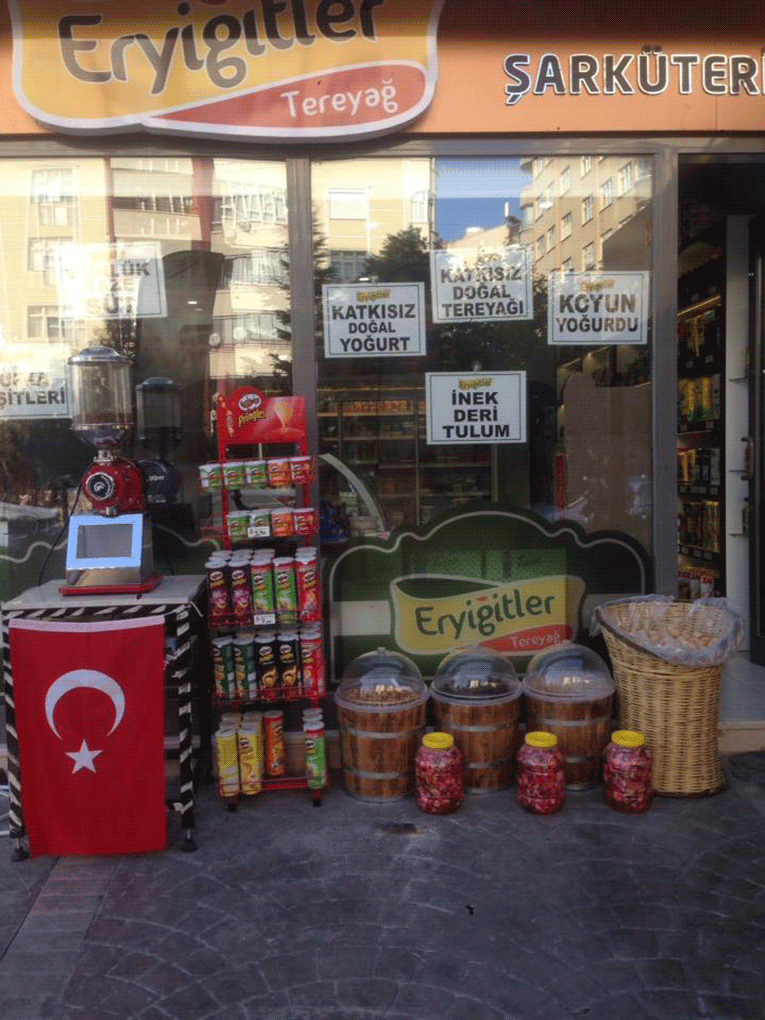 Eryiğitler
Tereyağ
ŞARKÜTERİ
SÜT
Eryiğitler
KATKISIZ
DOĞAL
YOĞURT
KATKISIZ
DOĞAL
TEREYAĞI
Eryiğitler
KOYUN
YOĞURDU
Eryiğitler
İNEK
DERİ
TULUM
Pringles
Eryiğitler
Tereyağ